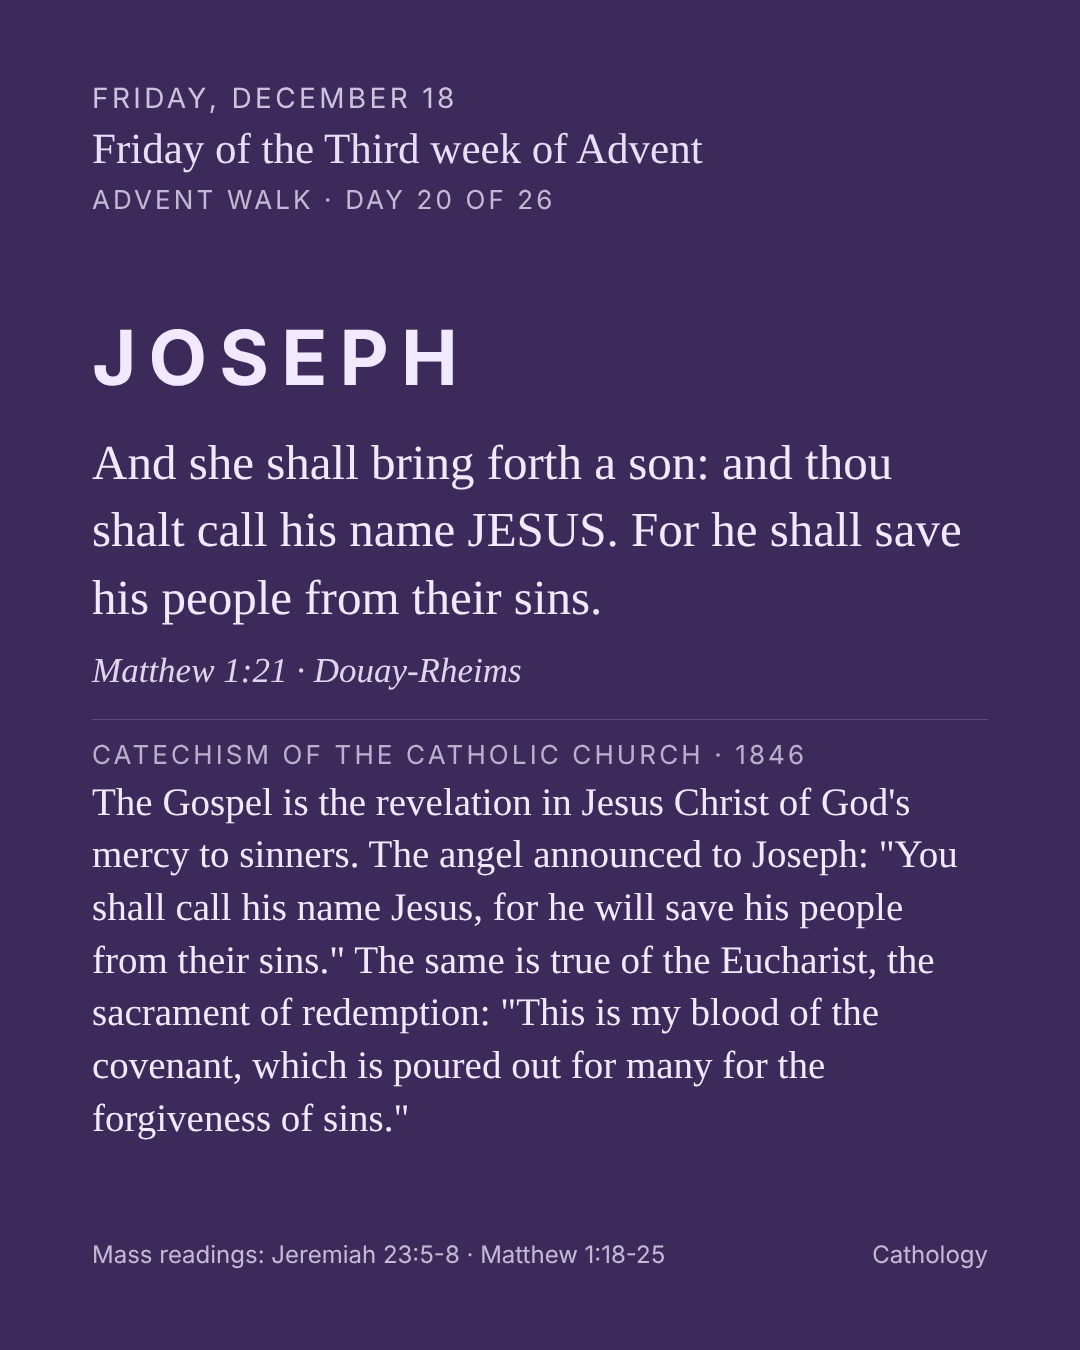 FRIDAY, DECEMBER 18
Friday of the Third week of Advent
ADVENT WALK · DAY 20 OF 26
JOSEPH
And she shall bring forth a son: and thou
shalt call his name JESUS. For he shall save
his people from their sins.
Matthew 1:21 · Douay-Rheims
CATECHISM OF THE CATHOLIC CHURCH · 1846
The Gospel is the revelation in Jesus Christ of God's
mercy to sinners. The angel announced to Joseph: "You
shall call his name Jesus, for he will save his people
from their sins." The same is true of the Eucharist, the
sacrament of redemption: "This is my blood of the
covenant, which is poured out for many for the
forgiveness of sins."
Mass readings: Jeremiah 23:5-8 · Matthew 1:18-25
Cathology